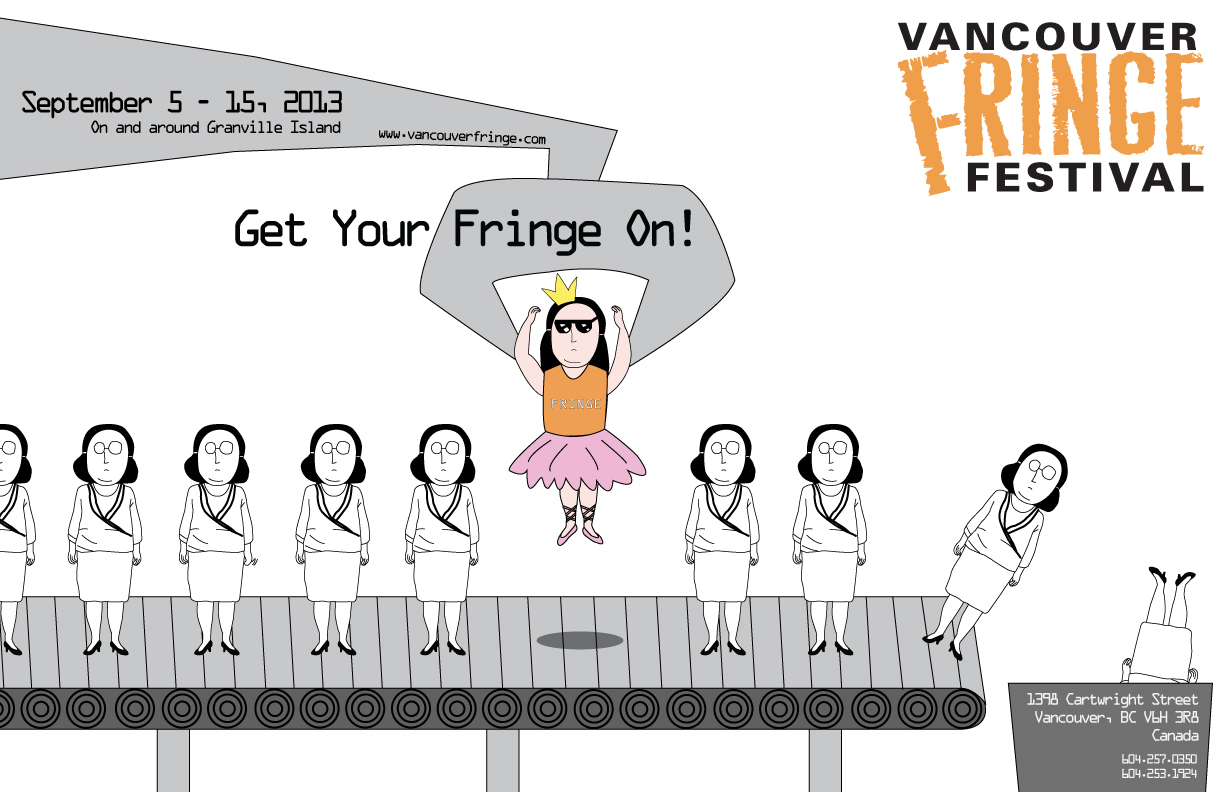 VANCOUVER
FRINGE
FESTIVAL
September 5 - 15, 2013
On and around Granville Island
www.vancouverfringe.com
Get Your Fringe On!
FRINGE
1398 Cartwright Street
Vancouver, BC V6H 3R8
Canada
604.257.0350
604.253.1924